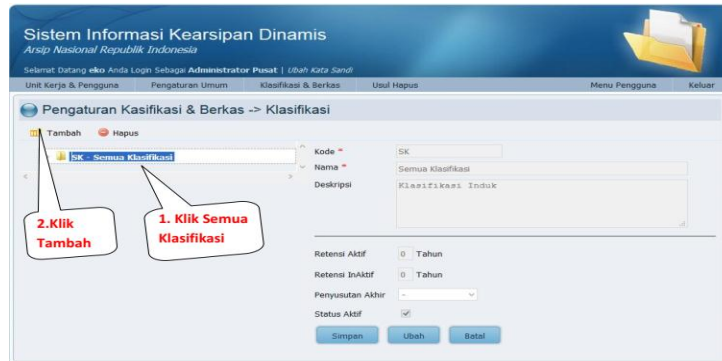 Sistem Informasi Kearsipan Dinamis
Arsip Nasional Republik Indonesia
Selamat Datang eko Anda Login Sebagai Administrator Pusat | Ubah Kata Sandi
Unit Kerja & Pengguna Pengaturan Umum Klasifikasi & Berkas Usul Hapus Menu Pengguna Keluar
Pengaturan Kasifikasi & Berkas -> Klasifikasi
Tambah Hapus
SK - Semua Klasifikasi
2.Klik
Tambah
1. Klik Semua
Klasifikasi
Kode * SK
Nama * Semua Klasifikasi
Deskripsi Klasifikasi Induk
Retensi Aktif 0 Tahun
Retensi InAktif 0 Tahun
Penyusutan Akhir -
Status Aktif
Simpan Ubah Batal